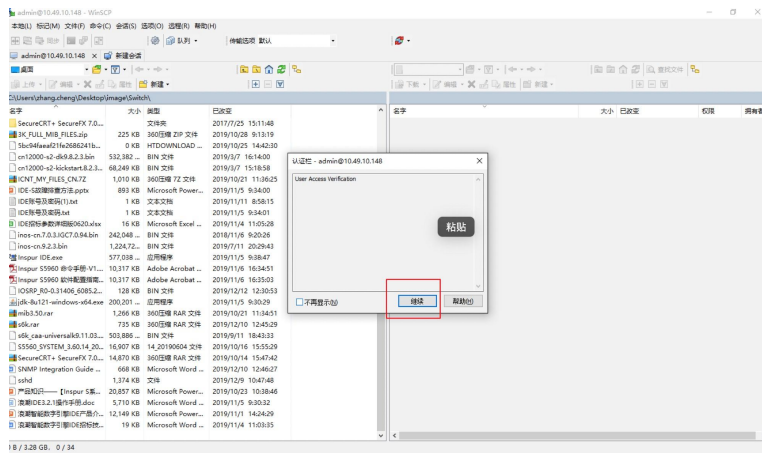 admin@10.49.10.148 - WinSCP
本地(L) 标记(M) 文件(F) 命令(C) 会话(S) 选项(O) 远程(R) 帮助(H)
同步 队列 传输选项 默认
admin@10.49.10.148 × 新建会话
桌面
上传 编辑 属性 新建
下载 编辑 属性 新建 查找文件
C:\Users\zhang.cheng\Desktop\image\Switch\
名字 大小 类型 已改变
名字 大小 已改变 权限 拥有者
SecureCRT+ SecureFX 7.0... 文件夹 2017/7/25 15:11:48
3K_FULL_MIB_FILES.zip 225 KB 360压缩 ZIP 文件 2019/10/28 9:13:19
5bc94faeaf21fe2686241b... 0 KB HTDOWNLOAD ... 2019/10/25 14:42:30
cn12000-s2-dk9.8.2.3.bin 532,382 ... BIN 文件 2019/3/7 16:14:00
cn12000-s2-kickstart.8.2.3... 68,249 KB BIN 文件 2019/3/7 15:18:58
ICNT_MY_FILES_CN.7Z 1,010 KB 360压缩 7Z 文件 2019/10/21 11:36:25
IDE-S故障排查方法.pptx 893 KB Microsoft Power... 2019/11/5 9:34:00
IDE账号及密码(1).txt 1 KB 文本文档 2019/11/11 8:58:15
IDE账号及密码.txt 1 KB 文本文档 2019/11/5 9:34:01
IDE招标参数详细版0620.xlsx 16 KB Microsoft Excel ... 2019/11/4 11:05:28
inos-cn.7.0.3.IGC7.0.94.bin 242,048 ... BIN 文件 2018/11/6 9:20:26
inos-cn.9.2.3.bin 1,224,72... BIN 文件 2019/7/11 20:29:43
Inspur IDE.exe 577,038 ... 应用程序 2019/11/5 9:38:47
Inspur S5960 命令手册-V1.... 10,317 KB Adobe Acrobat ... 2019/11/6 16:34:51
Inspur S5960 软件配置指南... 10,317 KB Adobe Acrobat ... 2019/11/6 16:35:03
IOSRP_R0-0.31406_6085.2... 128 KB BIN 文件 2019/12/12 12:30:53
jdk-8u121-windows-x64.exe 200,201 ... 应用程序 2019/11/5 9:30:29
mib3.50.rar 1,266 KB 360压缩 RAR 文件 2019/10/21 11:34:51
s6k.rar 735 KB 360压缩 RAR 文件 2019/12/10 12:45:29
s6k_caa-universalk9.11.03.... 503,886 ... BIN 文件 2019/9/11 18:43:33
S5560_SYSTEM_3.60.14_20... 16,907 KB 14_20190604 文件 2019/10/16 15:55:29
SecureCRT+ SecureFX 7.0.... 14,870 KB 360压缩 RAR 文件 2019/10/14 15:47:42
SNMP Integration Guide ... 668 KB Microsoft Word ... 2019/12/10 12:46:27
sshd 1,374 KB 文件 2019/12/9 10:47:48
产品知识——【Inspur S系... 20,857 KB Microsoft Power... 2019/10/23 10:38:46
浪潮IDE3.2.1操作手册.doc 5,710 KB Microsoft Word ... 2019/11/5 9:30:32
浪潮智能数字引擎IDE产品介... 12,149 KB Microsoft Power... 2019/11/1 14:24:29
浪潮智能数字引擎IDE招标技... 19 KB Microsoft Word ... 2019/11/4 11:03:35
认证栏 - admin@10.49.10.148
User Access Verification
粘贴
不再显示(N) 继续 帮助(H)
0 B / 3.28 GB, 0 / 34